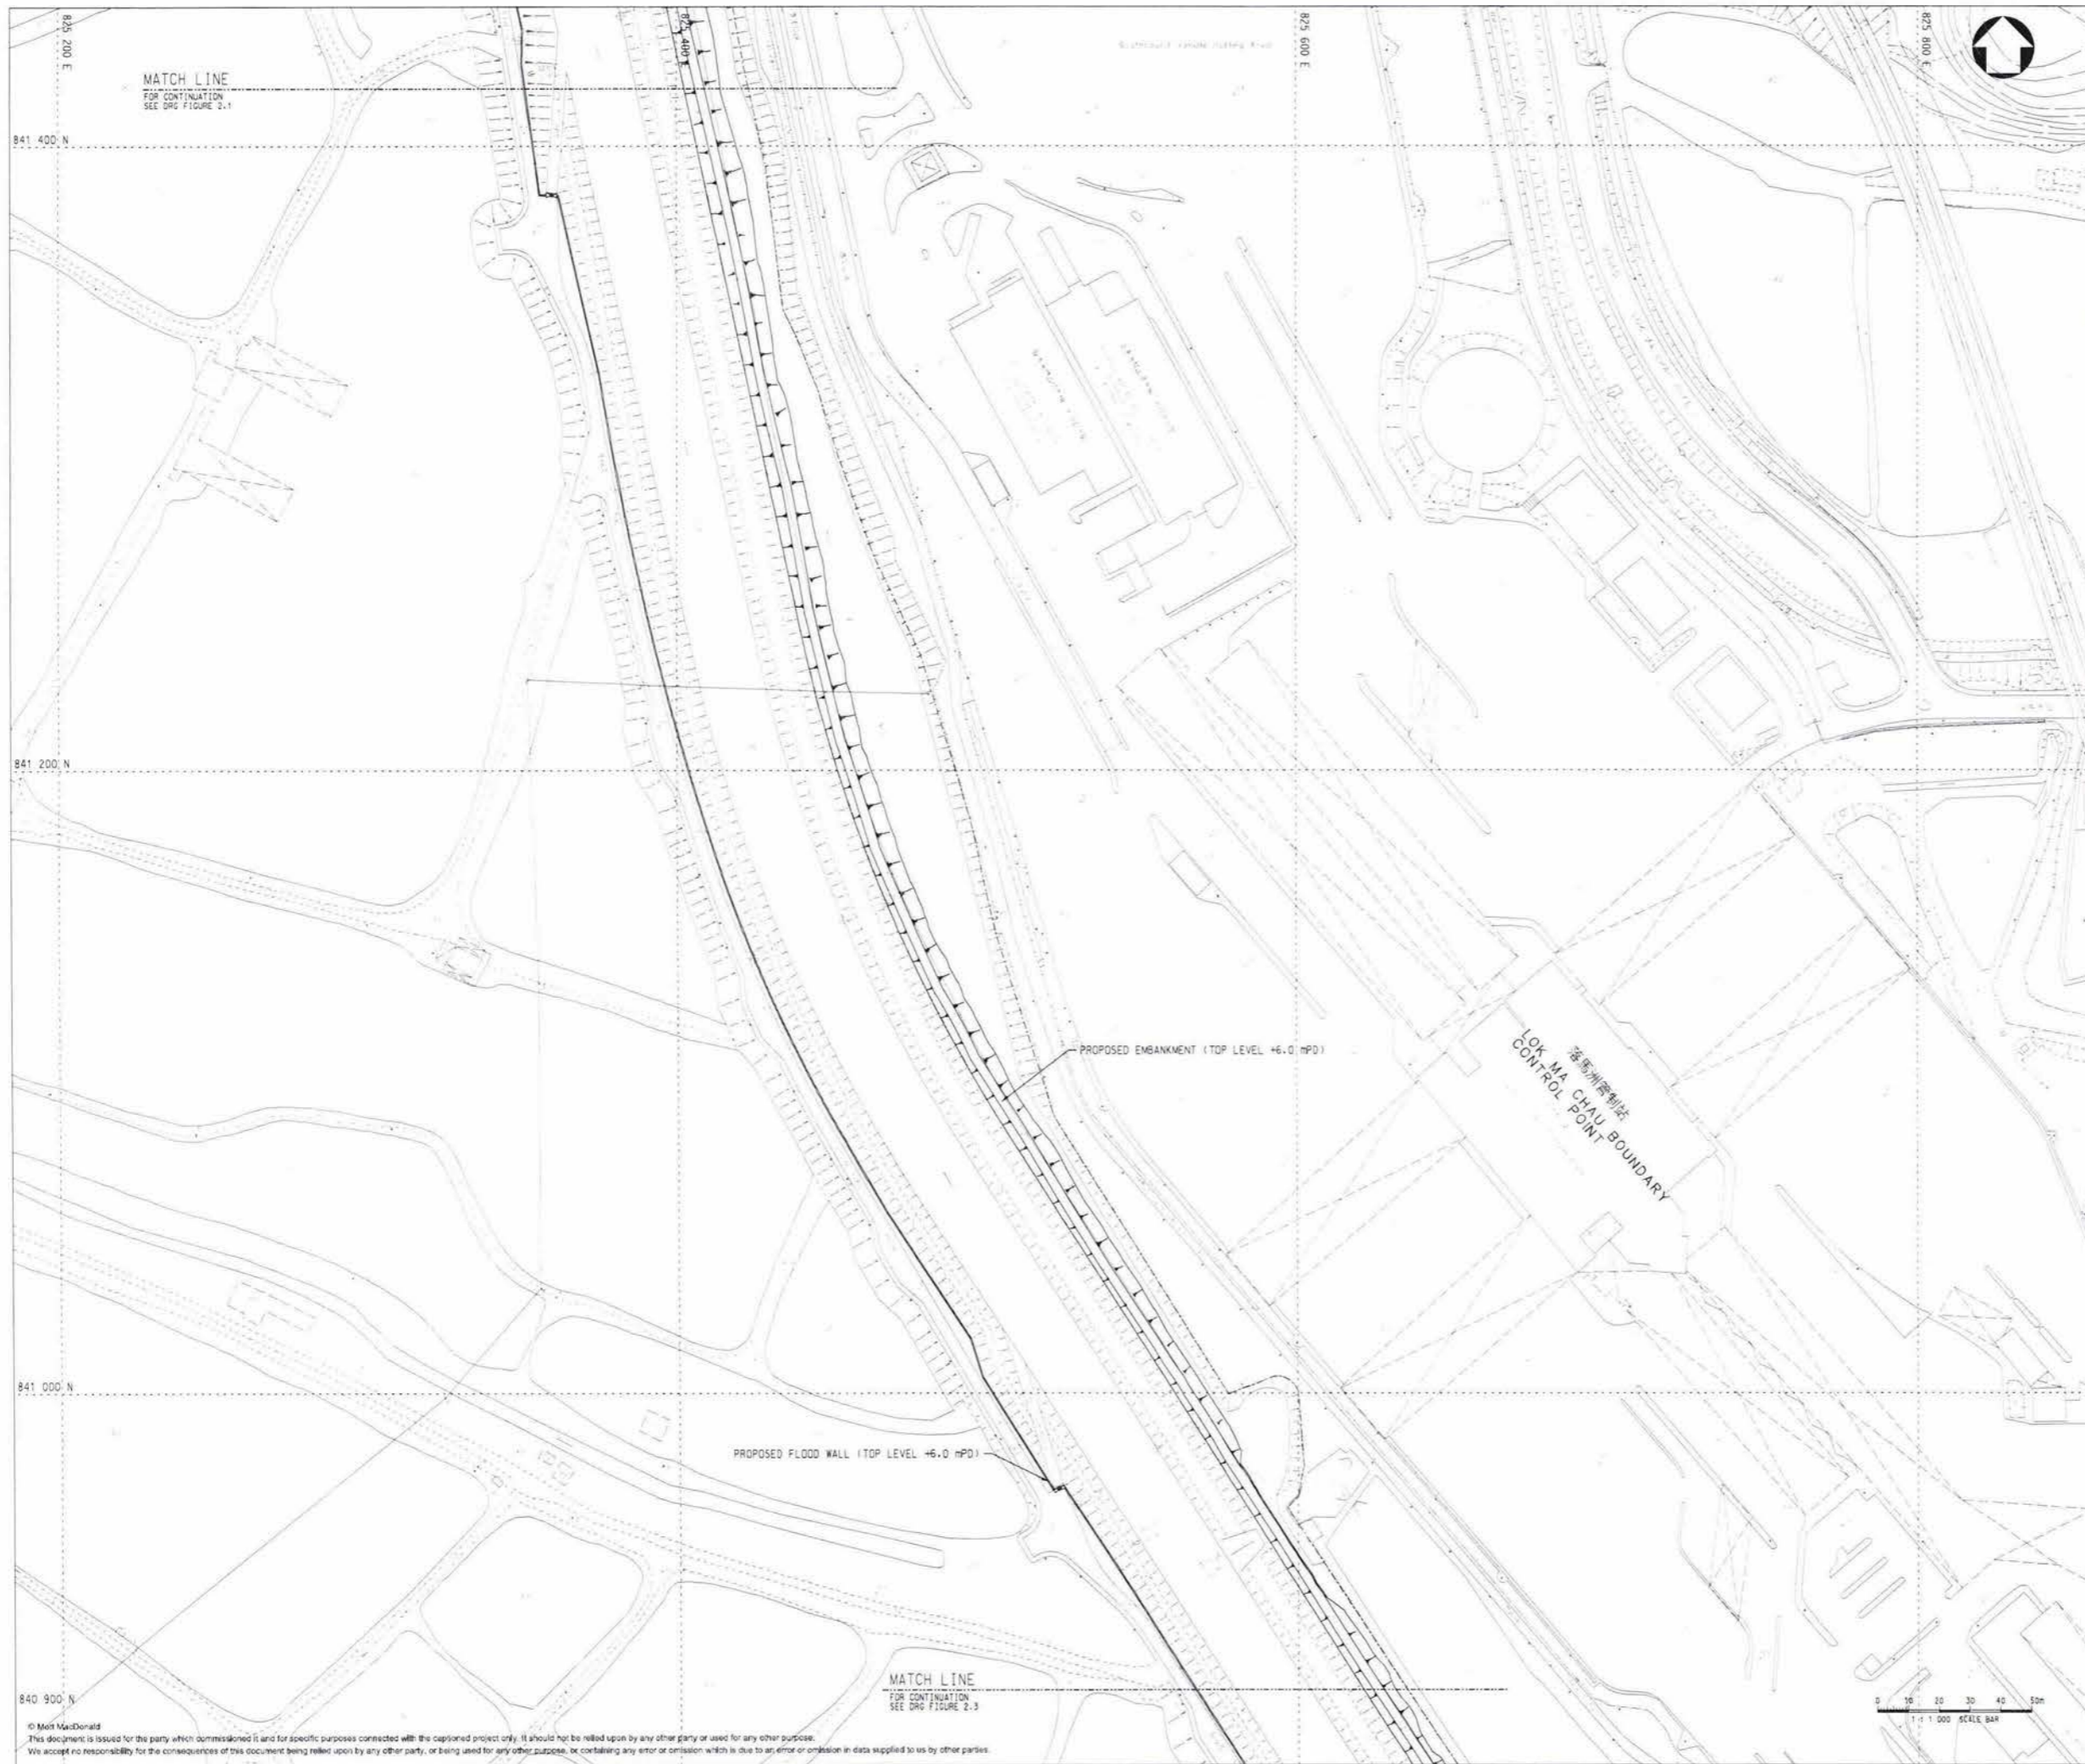 825 200 E
825 400 E
825 600 E
825 800 E
MATCH LINE
FOR CONTINUATION
SEE DRG FIGURE 2.1
841 400 N
841 200 N
PROPOSED EMBANKMENT (TOP LEVEL +6.0 mPD)
落馬洲管制站
LOK MA CHAU BOUNDARY
CONTROL POINT
841 000 N
PROPOSED FLOOD WALL (TOP LEVEL +6.0 mPD)
MATCH LINE
FOR CONTINUATION
SEE DRG FIGURE 2.3
840 900 N
0 10 20 30 40 50m
1 : 1 000 SCALE BAR
© Mott MacDonald
This document is issued for the party which commissioned it and for specific purposes connected with the captioned project only. It should not be relied upon by any other party or used for any other purpose.
We accept no responsibility for the consequences of this document being relied upon by any other party, or being used for any other purpose, or containing any error or omission which is due to an error or omission in data supplied to us by other parties.